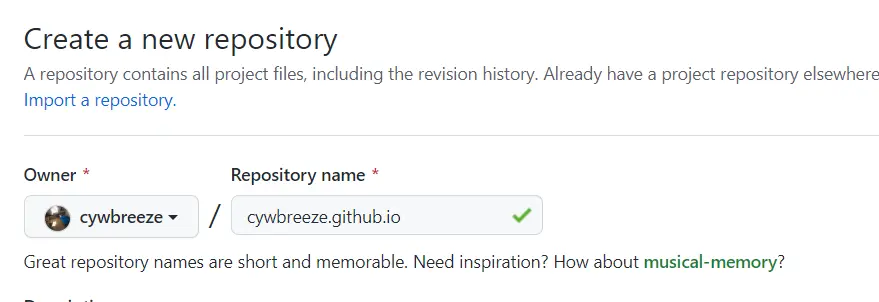 Create a new repository
A repository contains all project files, including the revision history. Already have a project repository elsewhere
Import a repository.
Owner *
Repository name *
cywbreeze / cywbreeze.github.io
Great repository names are short and memorable. Need inspiration? How about musical-memory?